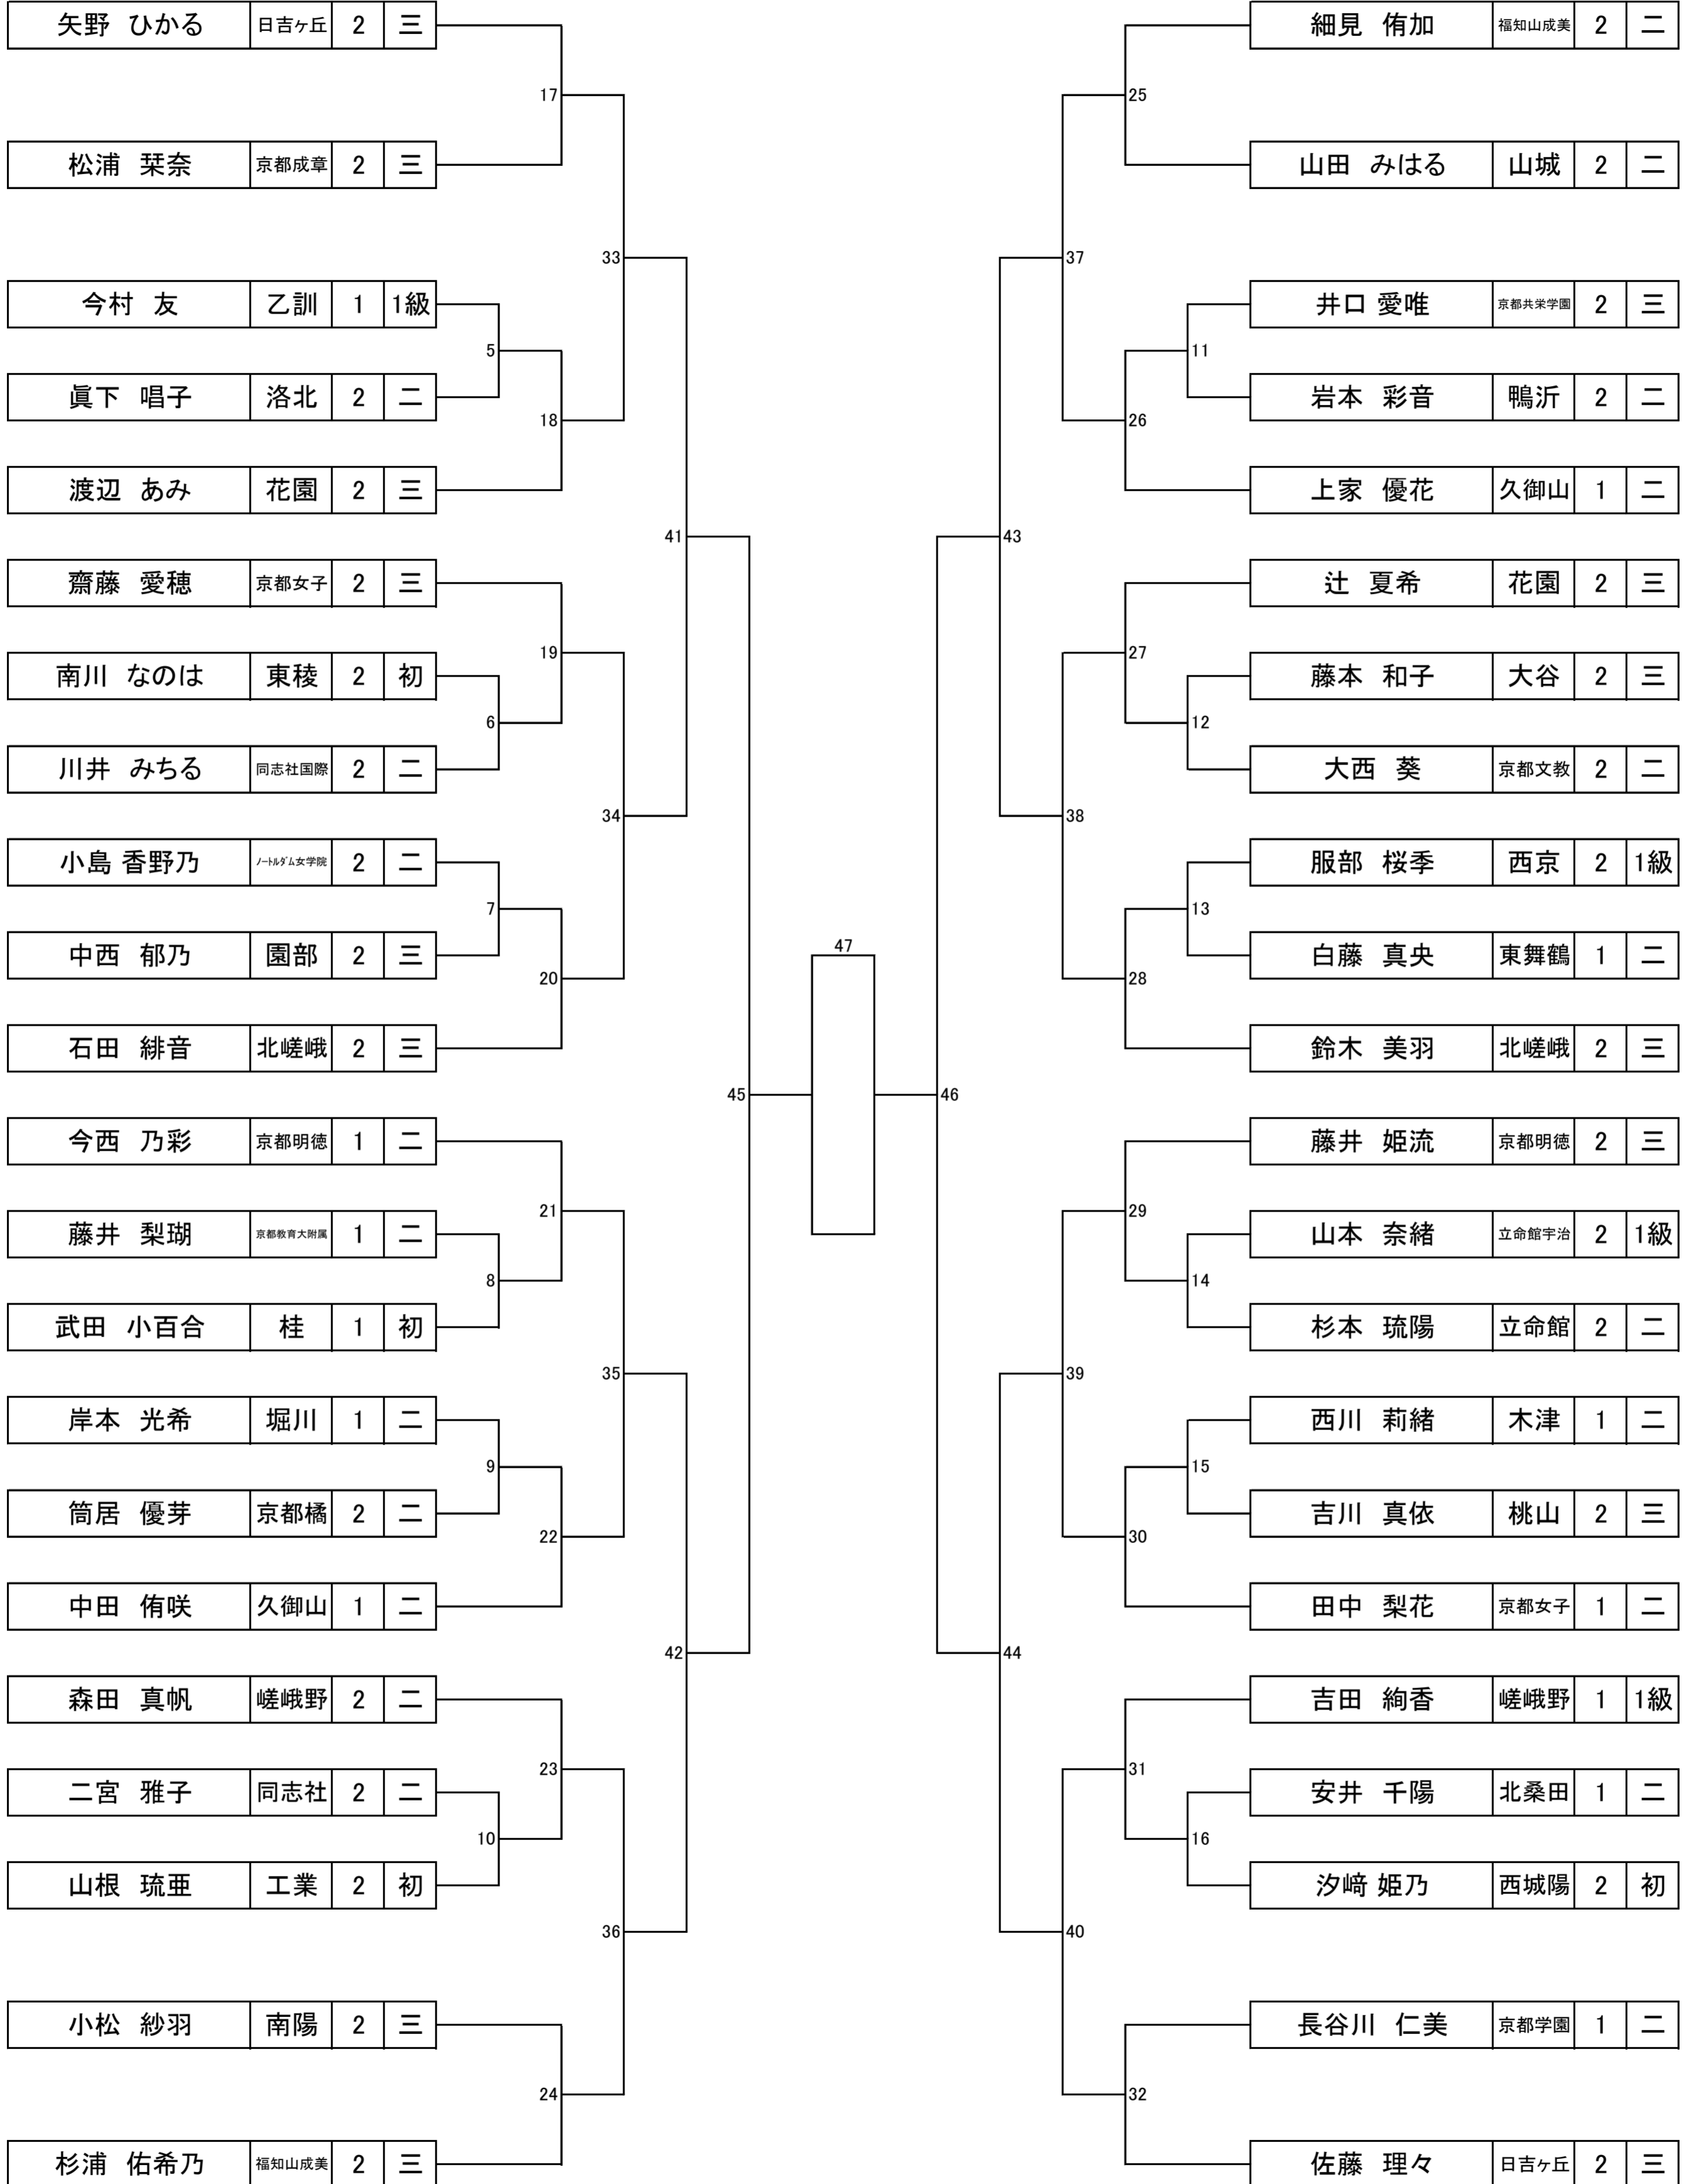 矢野 ひかる 日吉ヶ丘 2 三
17
松浦 栞奈 京都成章 2 三
33
今村 友 乙訓 1 1級
5
眞下 唱子 洛北 2 二
18
渡辺 あみ 花園 2 三
41
齋藤 愛穂 京都女子 2 三
19
南川 なのは 東稜 2 初
6
川井 みちる 同志社国際 2 二
34
小島 香野乃 ノートルダム女学院 2 二
7
中西 郁乃 園部 2 三
20
石田 緋音 北嵯峨 2 三
45
今西 乃彩 京都明徳 1 二
21
藤井 梨瑚 京都教育大附属 1 二
8
武田 小百合 桂 1 初
35
岸本 光希 堀川 1 二
9
筒居 優芽 京都橘 2 二
22
中田 侑咲 久御山 1 二
42
森田 真帆 嵯峨野 2 二
23
二宮 雅子 同志社 2 二
10
山根 琉亜 工業 2 初
36
小松 紗羽 南陽 2 三
24
杉浦 佑希乃 福知山成美 2 三
47
細見 侑加 福知山成美 2 二
25
山田 みはる 山城 2 二
37
井口 愛唯 京都共栄学園 2 三
11
岩本 彩音 鴨沂 2 二
26
上家 優花 久御山 1 二
43
辻 夏希 花園 2 三
27
藤本 和子 大谷 2 三
12
大西 葵 京都文教 2 二
38
服部 桜季 西京 2 1級
13
白藤 真央 東舞鶴 1 二
28
鈴木 美羽 北嵯峨 2 三
46
藤井 姫流 京都明徳 2 三
29
山本 奈緒 立命館宇治 2 1級
14
杉本 琉陽 立命館 2 二
39
西川 莉緒 木津 1 二
15
吉川 真依 桃山 2 三
30
田中 梨花 京都女子 1 二
44
吉田 絢香 嵯峨野 1 1級
31
安井 千陽 北桑田 1 二
16
汐﨑 姫乃 西城陽 2 初
40
長谷川 仁美 京都学園 1 二
32
佐藤 理々 日吉ヶ丘 2 三